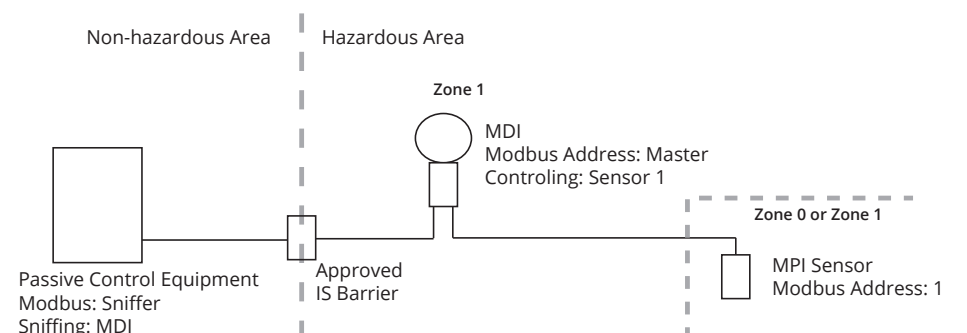 Non-hazardous Area
Hazardous Area
Zone 1
MDI
Modbus Address: Master
Controling: Sensor 1
Zone 0 or Zone 1
MPI Sensor
Modbus Address: 1
Approved
IS Barrier
Passive Control Equipment
Modbus: Sniffer
Sniffing: MDI